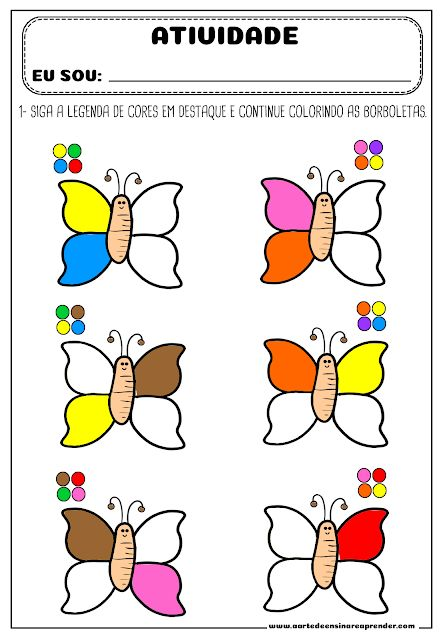 ATIVIDADE
EU SOU:
1- SIGA A LEGENDA DE CORES EM DESTAQUE E CONTINUE COLORINDO AS BORBOLETAS.
www.aartedeensinareaprender.com